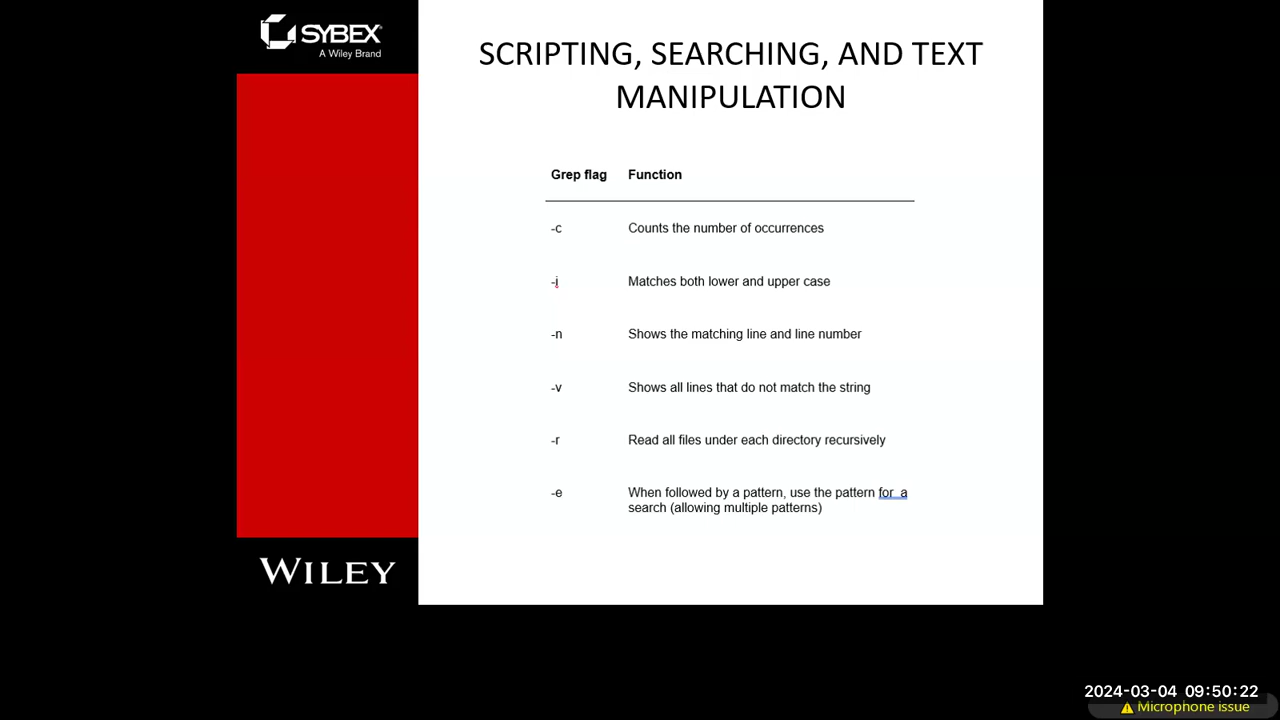 SYBEX
A Wiley Brand
SCRIPTING, SEARCHING, AND TEXT
MANIPULATION
Grep flag Function
-c Counts the number of occurrences
-i Matches both lower and upper case
-n Shows the matching line and line number
-v Shows all lines that do not match the string
-r Read all files under each directory recursively
-e When followed by a pattern, use the pattern for a
search (allowing multiple patterns)
WILEY
2024-03-04 09:50:22
Microphone issue